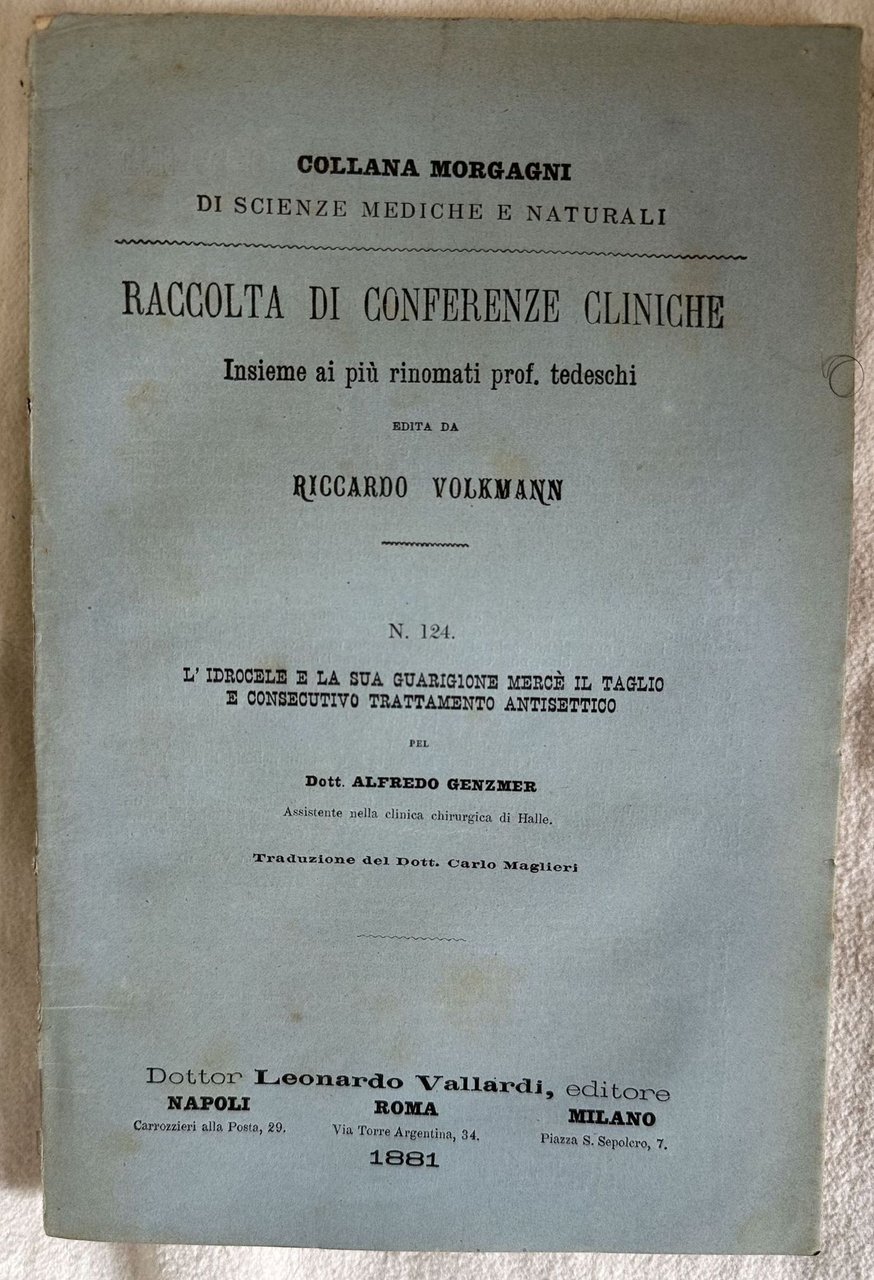 COLLANA MORGAGNI
DI SCIENZE MEDICHE E NATURALI
RACCOLTA DI CONFERENZE CLINICHE
Insieme ai più rinomati prof. tedeschi
EDITA DA
RICCARDO VOLKMANN
N. 124.
L' IDROCELE E LA SUA GUARIG1ONE MERCÈ IL TAGLIO
E CONSECUTIVO TRATTAMENTO ANTISETTICO
PEL
Dott. ALFREDO GENZMER
Assistente nella clinica chirurgica di Halle.
Traduzione del Dott. Carlo Maglieri
Dottor Leonardo Vallardi, editore
NAPOLI ROMA MILANO
Carrozzieri alla Posta, 29. Via Torre Argentina, 34. Piazza S. Sepolcro, 7.
1881